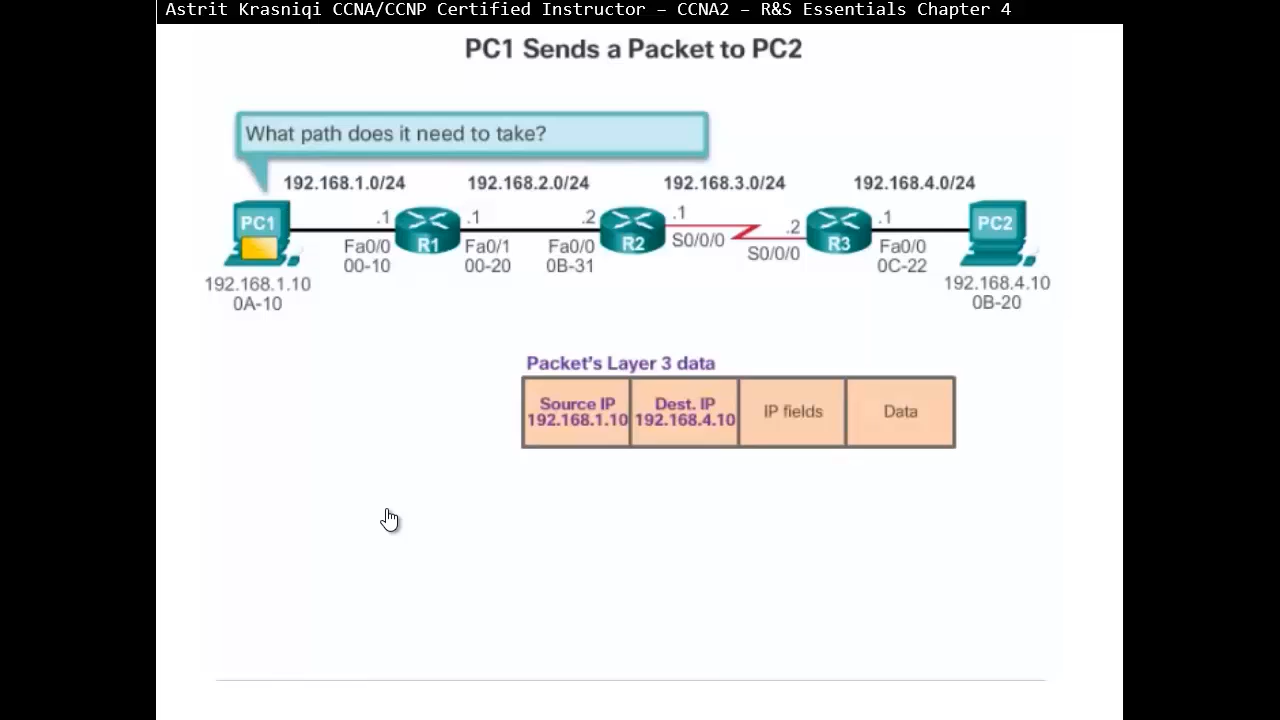 Astrit Krasniqi CCNA/CCNP Certified Instructor – CCNA2 – R&S Essentials Chapter 4
PC1 Sends a Packet to PC2
What path does it need to take?
192.168.1.0/24
192.168.2.0/24
192.168.3.0/24
192.168.4.0/24
PC1
.1
R1
.1
.2
R2
.1
.2
R3
.1
PC2
Fa0/0
00-10
Fa0/1
00-20
Fa0/0
0B-31
S0/0/0
S0/0/0
Fa0/0
0C-22
192.168.1.10
0A-10
192.168.4.10
0B-20
Packet's Layer 3 data
Source IP
192.168.1.10
Dest. IP
192.168.4.10
IP fields
Data